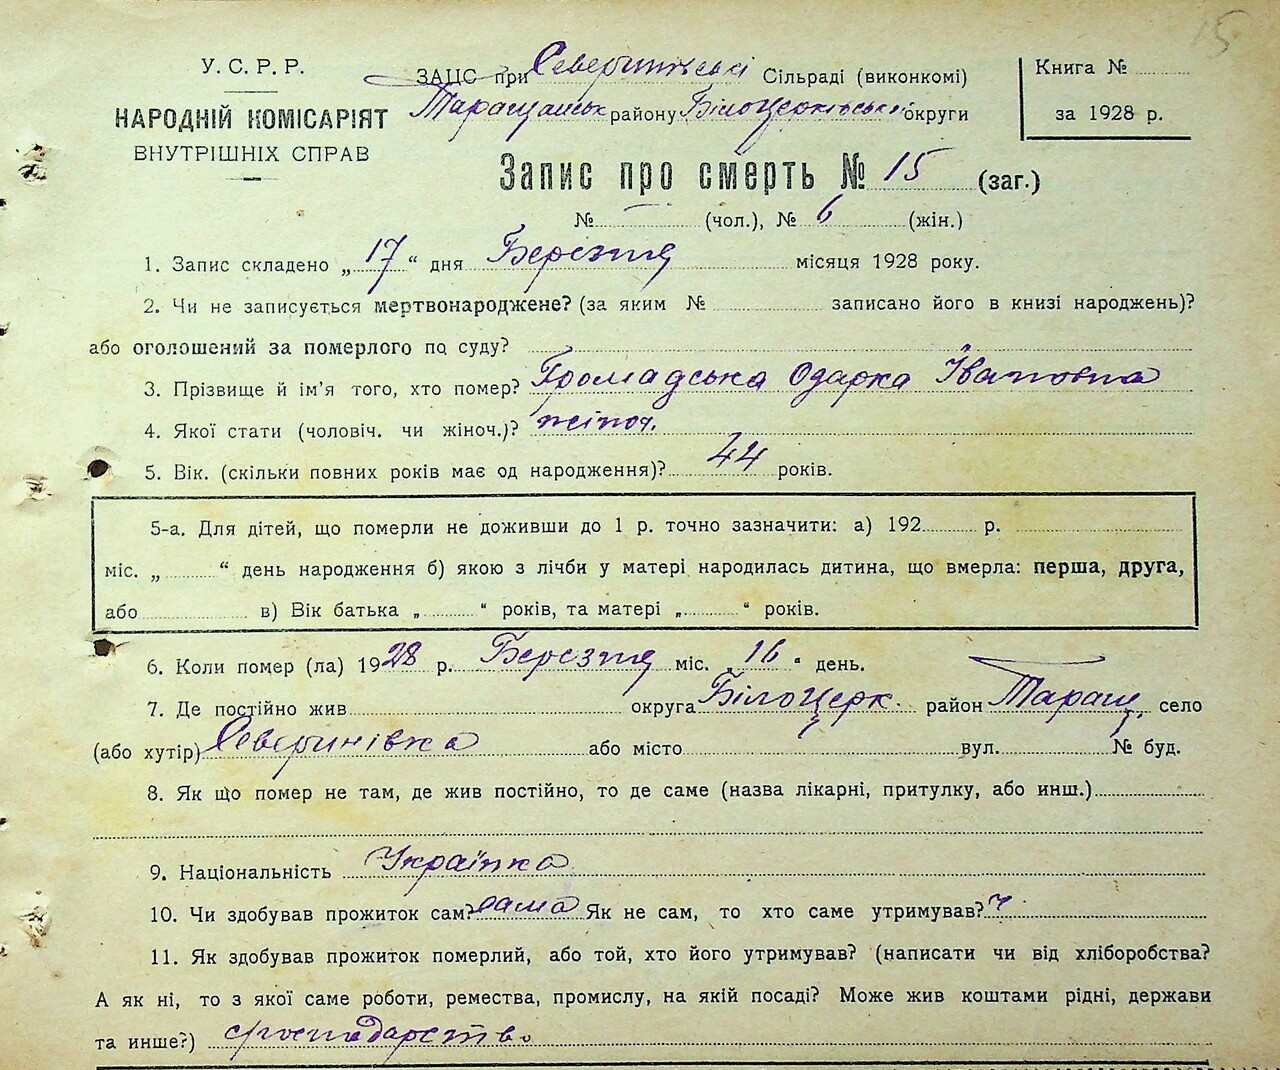 15
У. С. Р. Р.
НАРОДНІЙ КОМІСАРІЯТ
ВНУТРІШНІХ СПРАВ
ЗАЦС при Северинівські Сільраді (виконкомі)
Таращанськ району Білоцерківської округи
Книга №
за 1928 р.
Запис про смерть № 15 (заг.)
№ (чол.), № 6 (жін.)
1. Запис складено „17“ дня Березня місяця 1928 року.
2. Чи не записується мертвонароджене? (за яким № записано його в книзі народжень)?
або оголошений за померлого по суду?
3. Прізвище й ім’я того, хто помер? Громадська Одарка Івановна
4. Якої стати (чоловіч. чи жіноч.)? жіноч.
5. Вік. (скільки повних років має од народження)? 44 років.
5-а. Для дітей, що померли не доживши до 1 р. точно зазначити: а) 192 р.
міс. „ “ день народження б) якою з лічби у матері народилась дитина, що вмерла: перша, друга,
або в) Вік батька „ “ років, та матері „ “ років.
6. Коли помер (ла) 1928 р. Березня міс. „16“ день.
7. Де постійно жив округа Білоцерк. район Таращ. село
(або хутір) Северинівка або місто вул. № буд.
8. Як що помер не там, де жив постійно, то де саме (назва лікарні, притулку, або инш.)
9. Національність Українка
10. Чи здобував прожиток сам? сама Як не сам, то хто саме утримував?
11. Як здобував прожиток померлий, або той, хто його утримував? (написати чи від хліборобства?
А як ні, то з якої саме роботи, ремества, промислу, на якій посаді? Може жив коштами рідні, держави
та инше?) господарство